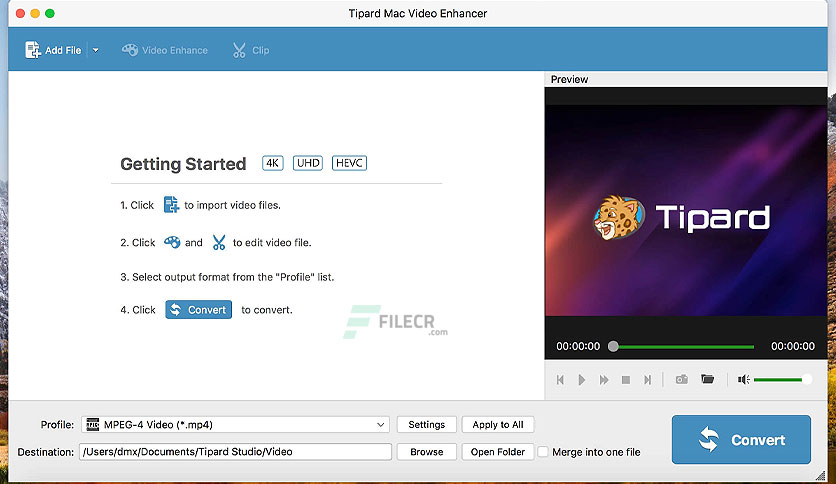 Tipard Mac Video Enhancer
Add File
Video Enhance
Clip
Preview
Getting Started 4K UHD HEVC
1. Click to import video files.
2. Click and to edit video file.
3. Select output format from the "Profile" list.
4. Click Convert to convert.
FILECR
.com
Tipard
00:00:00 00:00:00
Profile: MPEG MPEG-4 Video (*.mp4) Settings Apply to All
Destination: /Users/dmx/Documents/Tipard Studio/Video Browse Open Folder Merge into one file
Convert